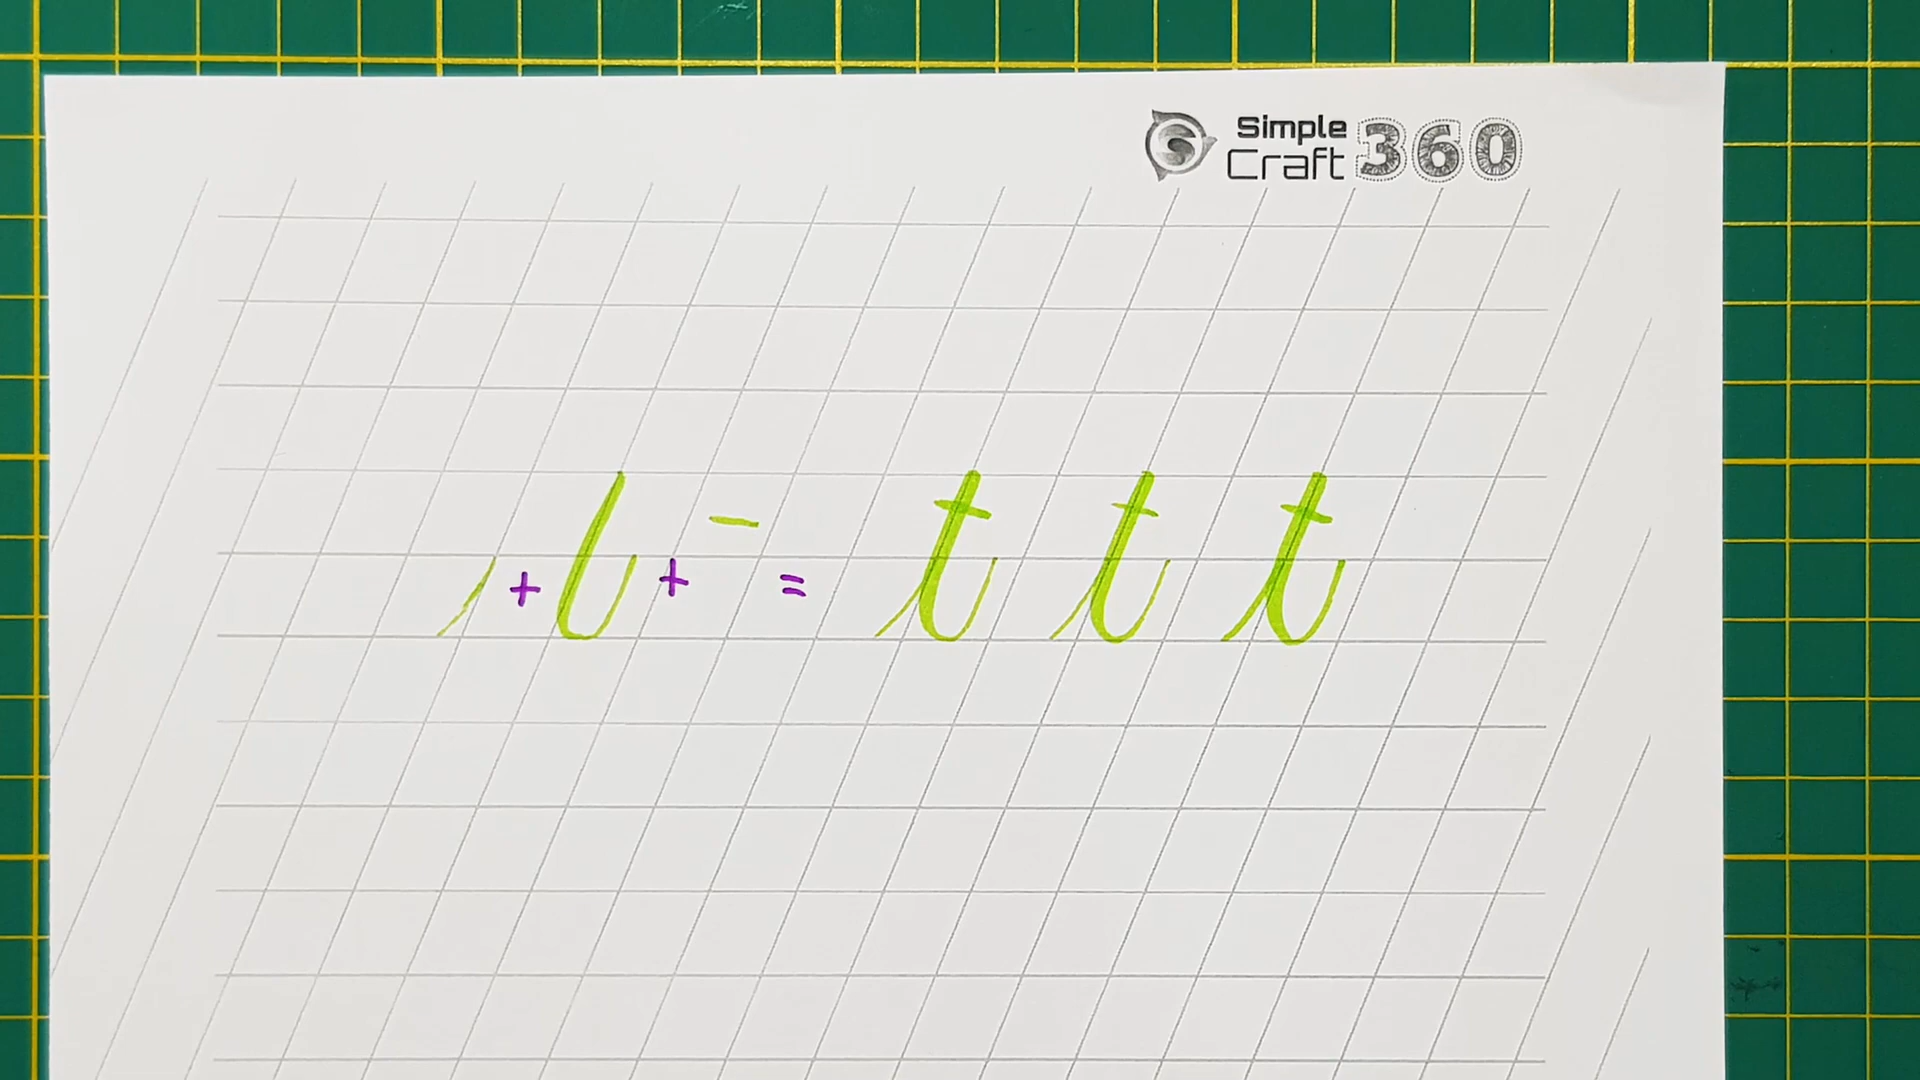 Simple
Craft 360
/ + t + - = t t t